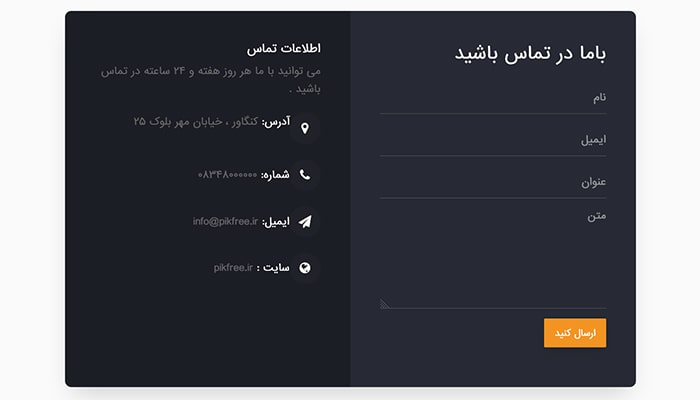 باما در تماس باشید
نام
ایمیل
عنوان
متن
ارسال کنید
اطلاعات تماس
می توانید با ما هر روز هفته و ۲۴ ساعته در تماس
باشید .
آدرس: کنگاور ، خیابان مهر بلوک ۲۵
شماره: ۰۸۳۴۸۰۰۰۰۰۰
ایمیل: info@pikfree.ir
سایت : pikfree.ir